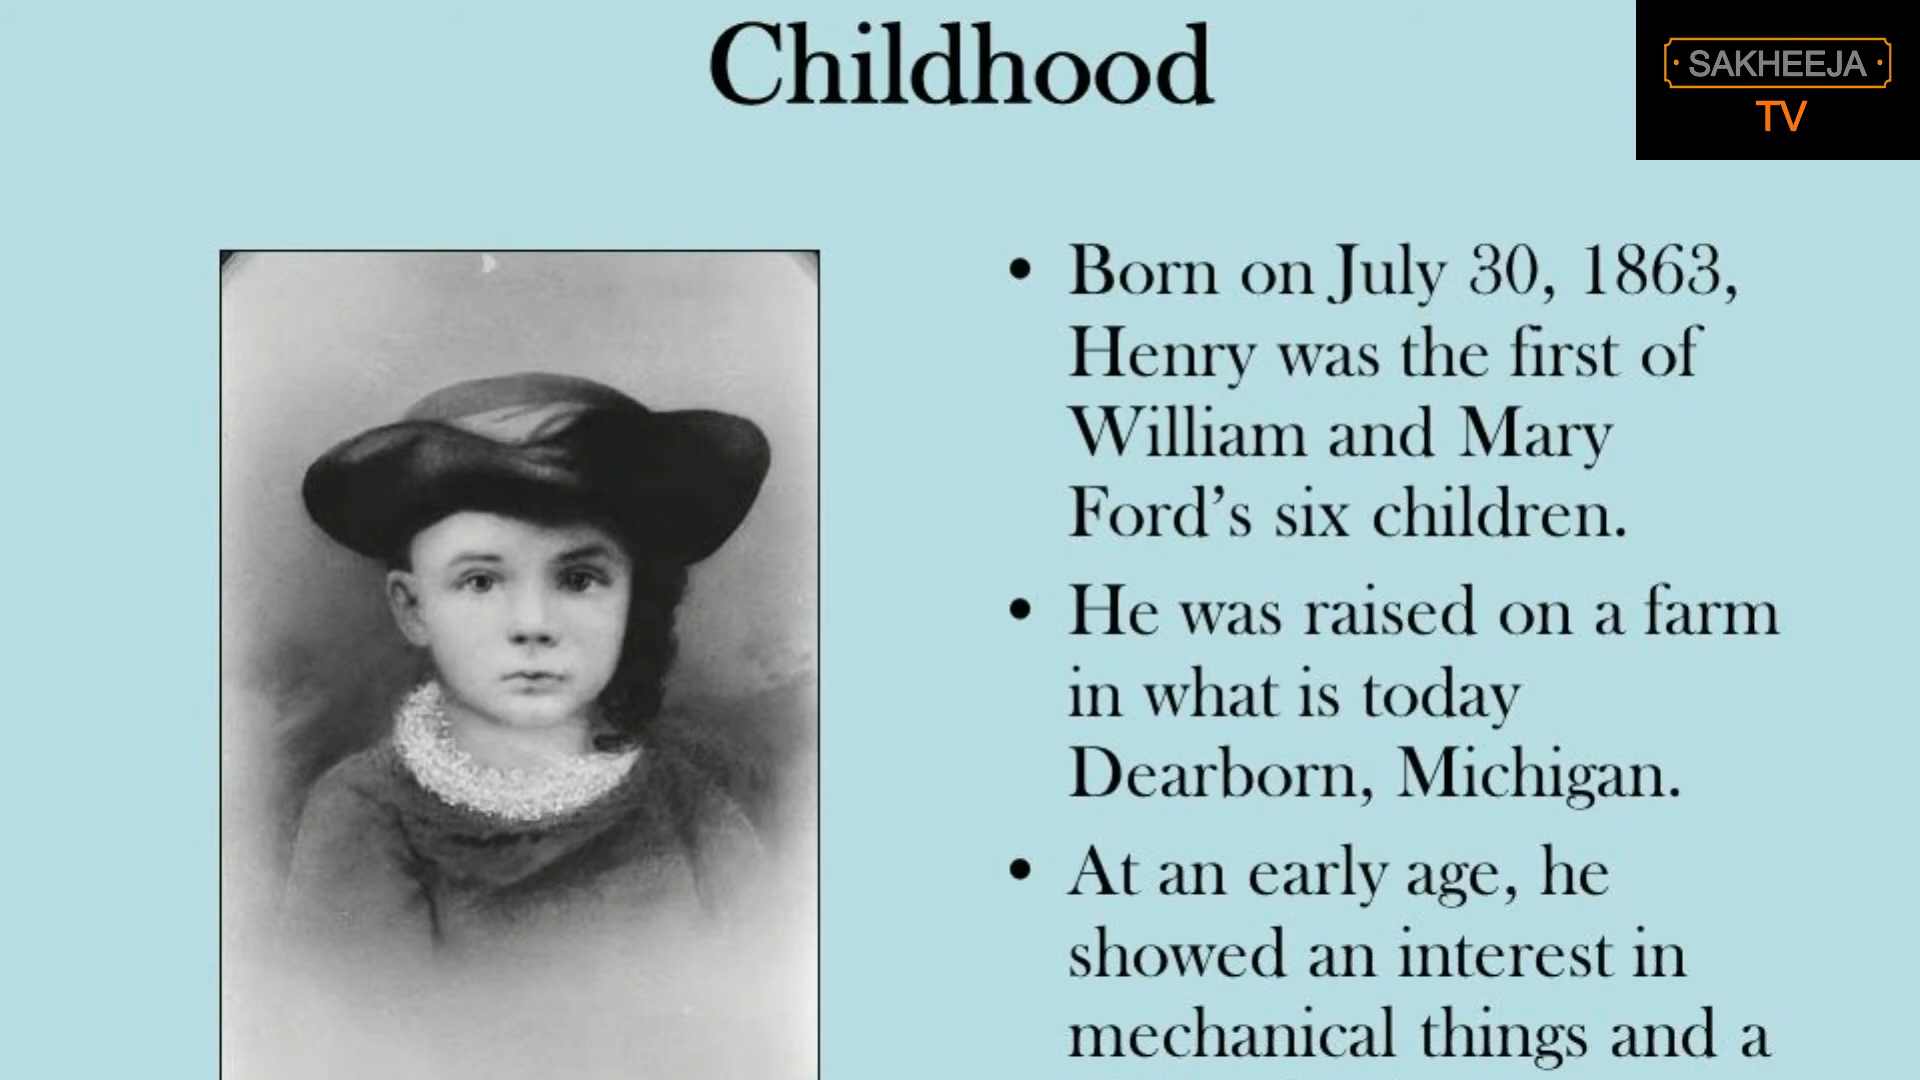 Childhood
SAKHEEJA
TV
• Born on July 30, 1863,
Henry was the first of
William and Mary
Ford’s six children.
• He was raised on a farm
in what is today
Dearborn, Michigan.
• At an early age, he
showed an interest in
mechanical things and a